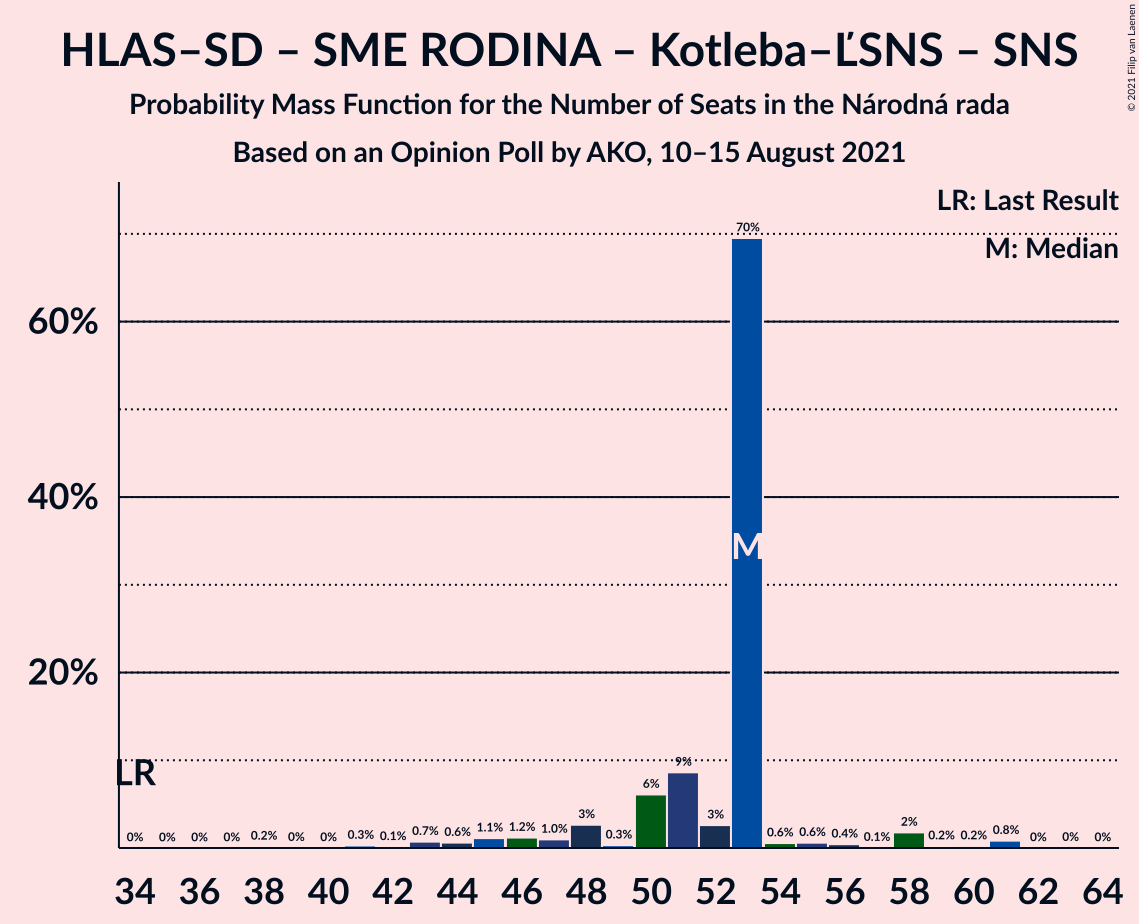 HLAS–SD – SME RODINA – Kotleba–ĽSNS – SNS
Probability Mass Function for the Number of Seats in the Národná rada
Based on an Opinion Poll by AKO, 10–15 August 2021
© 2021 Filip van Laenen
LR: Last Result
M: Median
60%
40%
20%
70%
M
LR
0% 0% 0% 0% 0.2% 0% 0% 0.3% 0.1% 0.7% 0.6% 1.1% 1.2% 1.0% 3% 0.3% 6% 9% 3% 0.6% 0.6% 0.4% 0.1% 2% 0.2% 0.2% 0.8% 0% 0% 0%
34 36 38 40 42 44 46 48 50 52 54 56 58 60 62 64